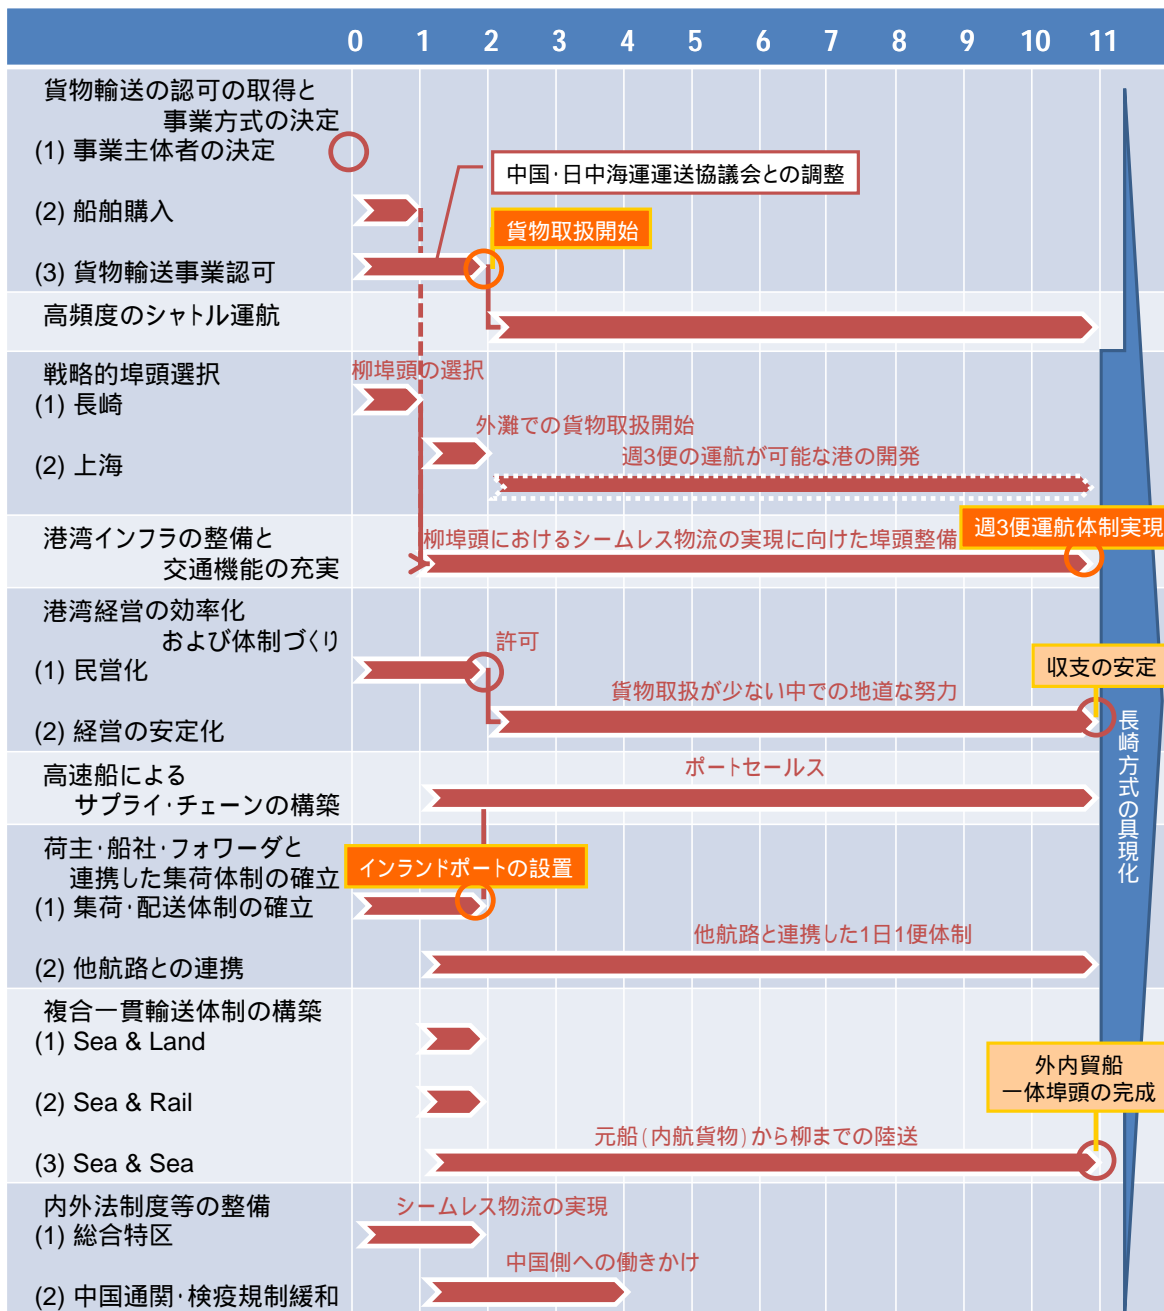 0 1 2 3 4 5 6 7 8 9 10 11
貨物輸送の認可の取得と
事業方式の決定
(1) 事業主体者の決定
中国・日中海運運送協議会との調整
(2) 船舶購入
貨物取扱開始
(3) 貨物輸送事業認可
高頻度のシャトル運航
戦略的埠頭選択
柳埠頭の選択
(1) 長崎
外灘での貨物取扱開始
(2) 上海
週3便の運航が可能な港の開発
港湾インフラの整備と
交通機能の充実
柳埠頭におけるシームレス物流の実現に向けた埠頭整備
週3便運航体制実現
港湾経営の効率化
および体制づくり
許可
(1) 民営化
収支の安定
貨物取扱が少ない中での地道な努力
(2) 経営の安定化
長崎方式の具現化
高速船による
サプライ・チェーンの構築
ポートセールス
荷主・船社・フォワーダと
連携した集荷体制の確立
インランドポートの設置
(1) 集荷・配送体制の確立
他航路と連携した1日1便体制
(2) 他航路との連携
複合一貫輸送体制の構築
(1) Sea & Land
外内貿船
一体埠頭の完成
(2) Sea & Rail
元船(内航貨物)から柳までの陸送
(3) Sea & Sea
内外法制度等の整備
シームレス物流の実現
(1) 総合特区
中国側への働きかけ
(2) 中国通関・検疫規制緩和